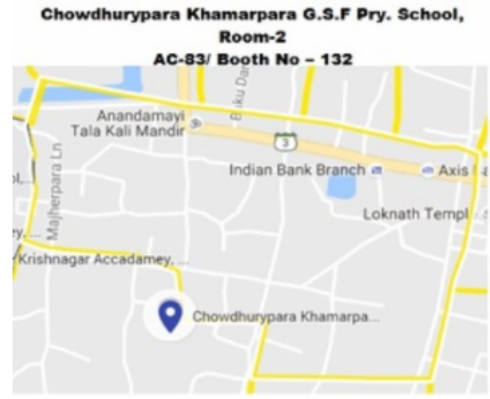 Chowdhurypara Khamarpara G.S.F Pry. School,
Room-2
AC-83/ Booth No – 132
Anandamayi
Tala Kali Mandir
3
Indian Bank Branch
Axis
Majherpara Ln
Loknath Templ
Krishnagar Accadamey, ...
Chowdhurypara Khamarpa...